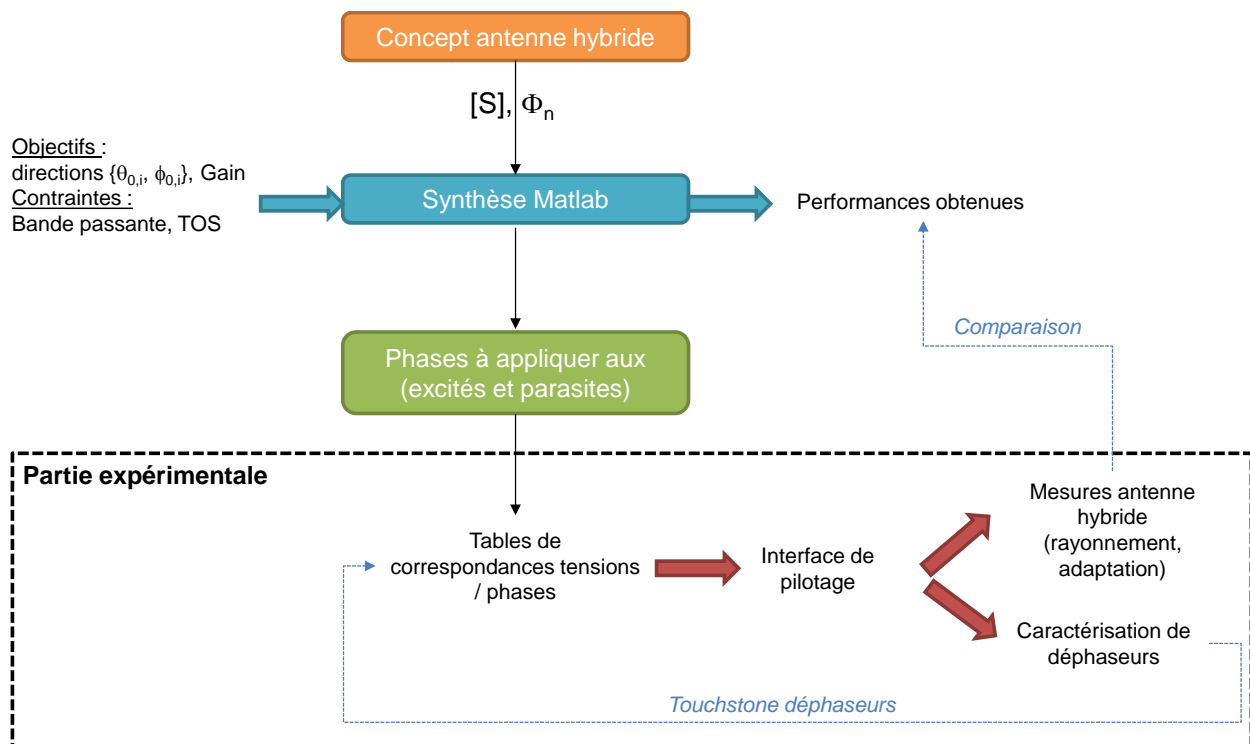 Concept antenne hybride
[S], Φn
Objectifs :
directions {θ0,i, ϕ0,i}, Gain
Contraintes :
Bande passante, TOS
Synthèse Matlab
Performances obtenues
Comparaison
Phases à appliquer aux
(excités et parasites)
Partie expérimentale
Tables de
correspondances tensions
/ phases
Interface de
pilotage
Mesures antenne
hybride
(rayonnement,
adaptation)
Caractérisation de
déphaseurs
Touchstone déphaseurs